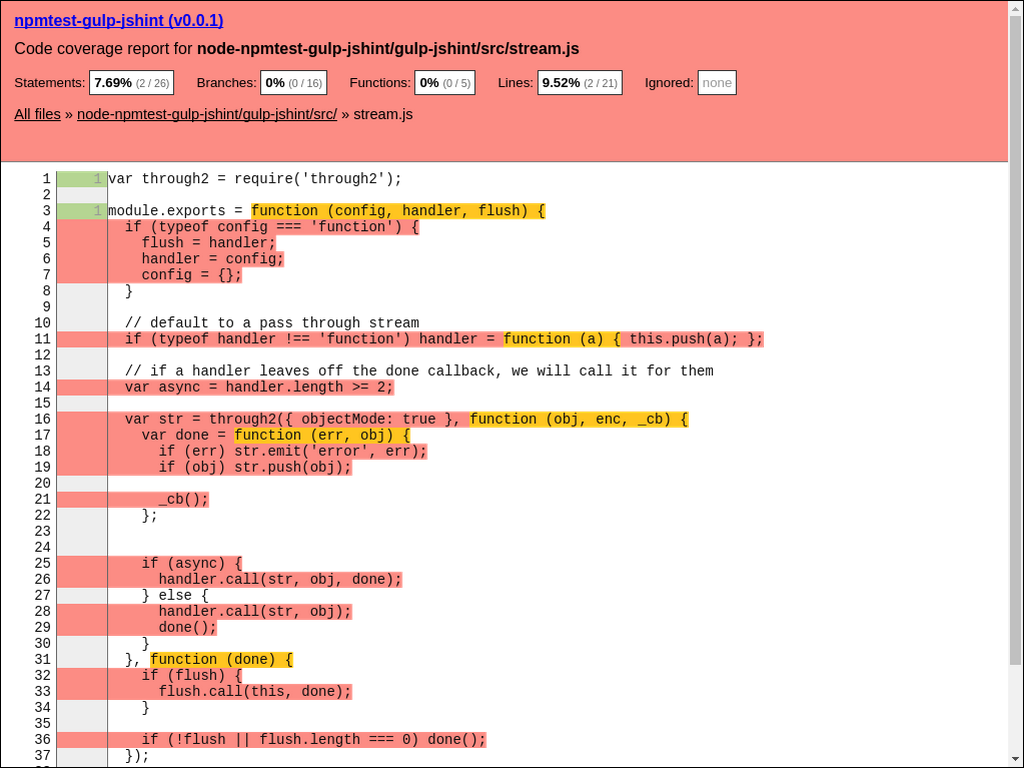 npmtest-gulp-jshint (v0.0.1)
Code coverage report for node-npmtest-gulp-jshint/gulp-jshint/src/stream.js
Statements: 7.69% (2 / 26) Branches: 0% (0 / 16) Functions: 0% (0 / 5) Lines: 9.52% (2 / 21) Ignored: none
All files » node-npmtest-gulp-jshint/gulp-jshint/src/ » stream.js
1 1 var through2 = require('through2');
2
3 1 module.exports = function (config, handler, flush) {
4   if (typeof config === 'function') {
5     flush = handler;
6     handler = config;
7     config = {};
8   }
9
10   // default to a pass through stream
11   if (typeof handler !== 'function') handler = function (a) { this.push(a); };
12
13   // if a handler leaves off the done callback, we will call it for them
14   var async = handler.length >= 2;
15
16   var str = through2({ objectMode: true }, function (obj, enc, _cb) {
17     var done = function (err, obj) {
18       if (err) str.emit('error', err);
19       if (obj) str.push(obj);
20
21       _cb();
22     };
23
24
25     if (async) {
26       handler.call(str, obj, done);
27     } else {
28       handler.call(str, obj);
29       done();
30     }
31   }, function (done) {
32     if (flush) {
33       flush.call(this, done);
34     }
35
36     if (!flush || flush.length === 0) done();
37   });